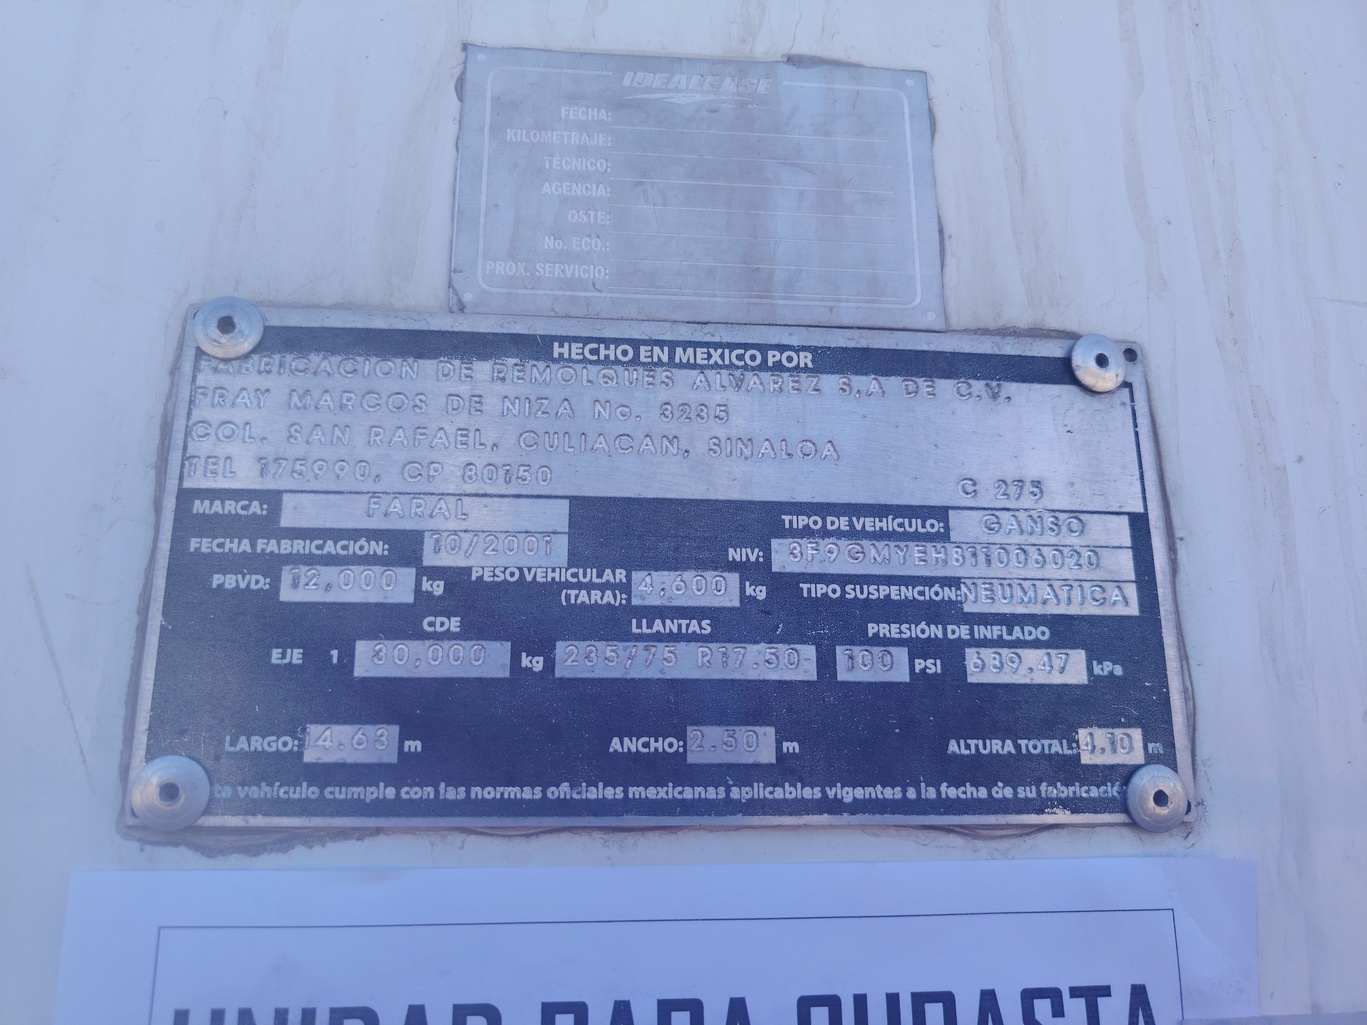 IDEALEASE
FECHA:
KILOMETRAJE:
TÉCNICO:
AGENCIA:
OSTE:
No. ECO.:
PROX. SERVICIO:
HECHO EN MEXICO POR
FABRICACION DE REMOLQUES ALVAREZ S.A DE C.V.
FRAY MARCOS DE NIZA No. 3235
COL. SAN RAFAEL, CULIACAN, SINALOA
TEL 175990, CP 80150
C 275
MARCA: FARAL TIPO DE VEHÍCULO: GANSO
FECHA FABRICACIÓN: 10/2001 NIV: 3F9GMYEH811006020
PBVD: 12,000 kg PESO VEHICULAR (TARA): 4,600 kg TIPO SUSPENCIÓN: NEUMATICA
CDE LLANTAS PRESIÓN DE INFLADO
EJE 1 30,000 kg 235/75 R17.50 100 PSI 689.47 kPa
LARGO: 14.63 m ANCHO: 2.50 m ALTURA TOTAL: 4.10 m
ta vehículo cumple con las normas oficiales mexicanas aplicables vigentes a la fecha de su fabricació
UNIDAD PARA SUBASTA